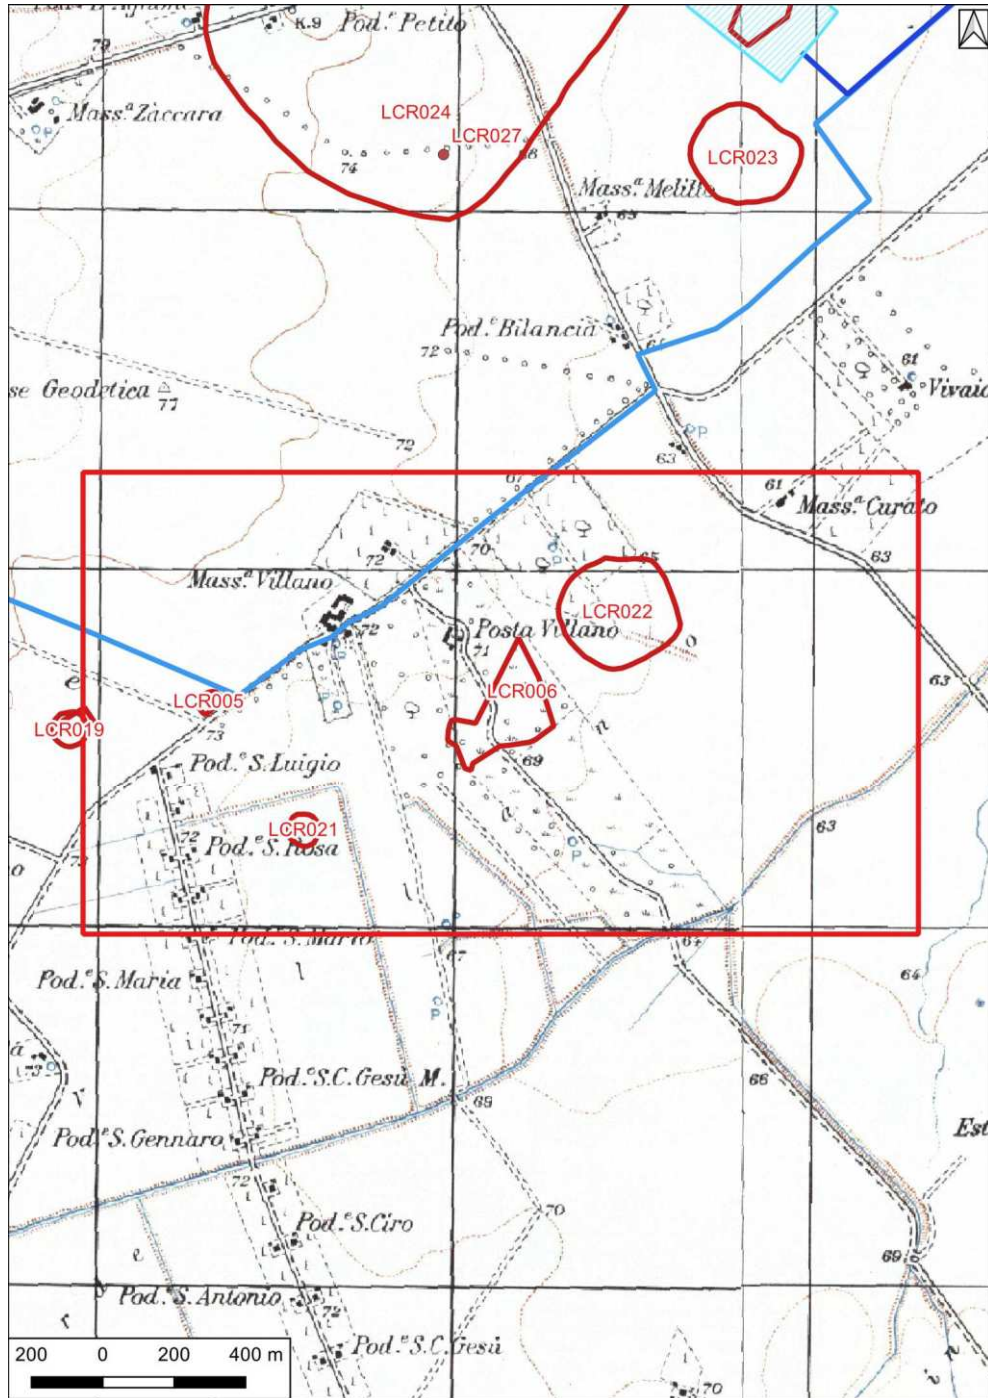 K.9
Pod.e Petito
79
Mass.a Zaccara
P
LCR024
LCR027
74
68
LCR023
Mass.a Melillo
69
Pod.e Bilancia
72
61
Vivaio
se Geodetica
77
72
P
63
67
61
Mass.a Curato
70
72
63
P
65
Mass.a Villano
LCR022
72
Posta Villano
71
o
P
e
LCR005
LCR006
P
63
LCR019
73
n
69
Pod.e S. Luigio
LCR021
a
63
72
72
Pod.e S. Rosa
P
o
l
P
Pod.e S. Mario
67
64
l
Pod.e S. Maria
64
P
71
a
Pod.e S.C. Gesù M.
66
r
68
Pod.e S. Gennaro
Est
72
70
Pod.e S. Ciro
e
69
Pod.e S. Antonio
72
r
Pod.e S.C. Gesù
70
200 0 200 400 m